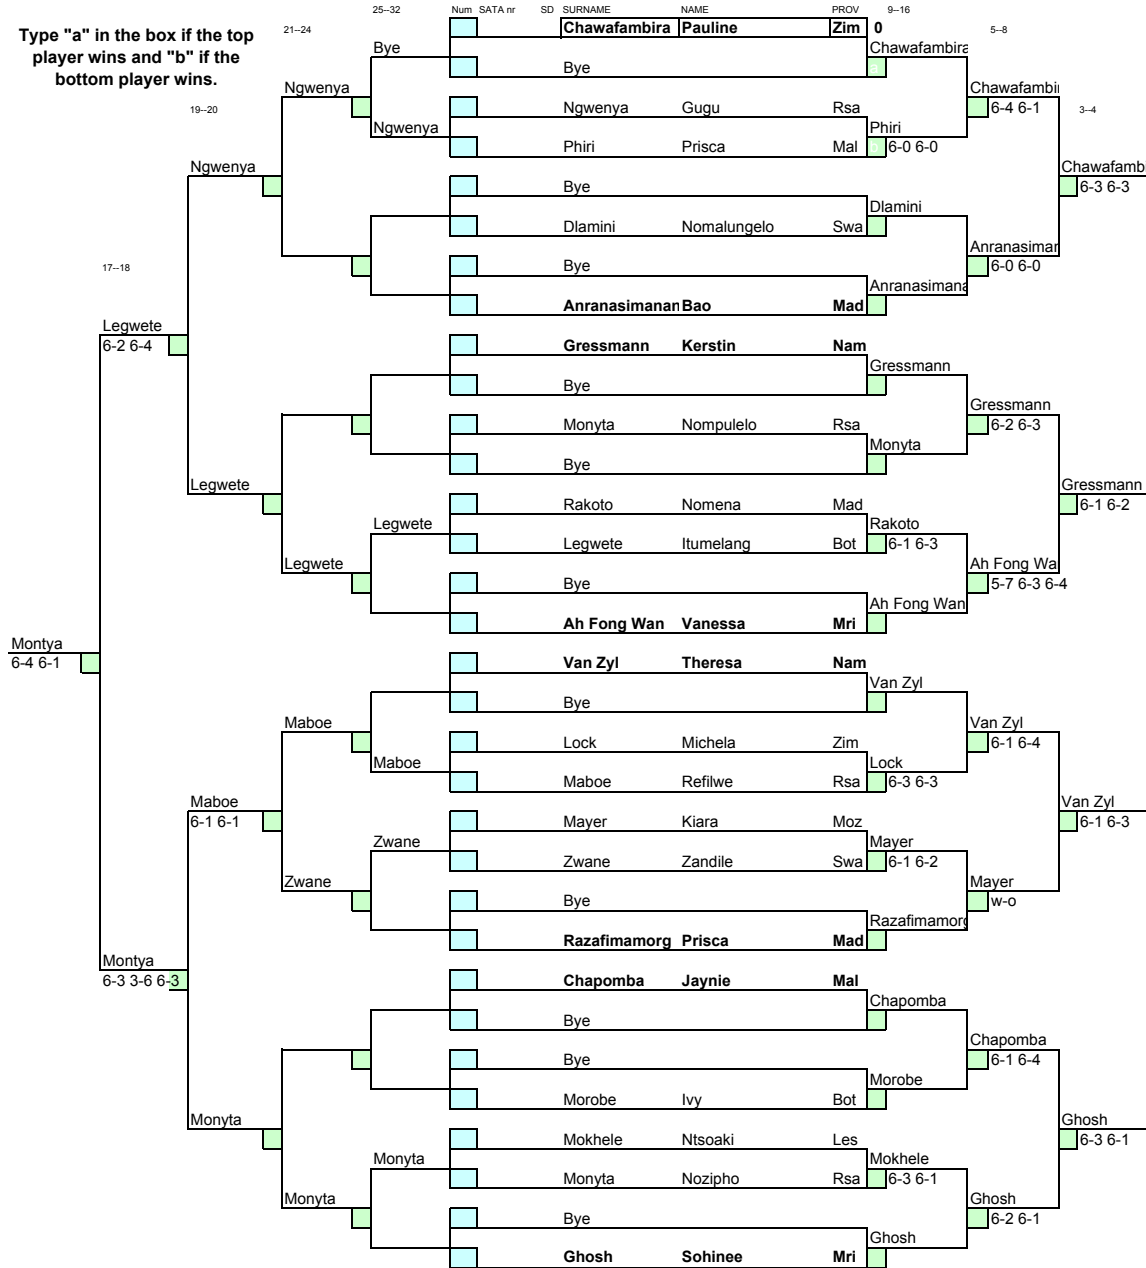 25--32 Num SATA nr SD SURNAME NAME PROV 9--16
21--24 Chawafambira Pauline Zim 0 5--8
Type "a" in the box if the top
player wins and "b" if the
bottom player wins.
Bye Chawafambira
Bye a
Ngwenya Chawafambi
19--20 Ngwenya Gugu Rsa 6-4 6-1 3--4
Ngwenya Phiri
Phiri Prisca Mal b 6-0 6-0
Ngwenya Chawafamb
Bye 6-3 6-3
Dlamini
Dlamini Nomalungelo Swa
Anranasimar
17--18 Bye 6-0 6-0
Anranasimana
Anranasimanan Bao Mad
Legwete
6-2 6-4 Gressmann Kerstin Nam
Gressmann
Bye
Gressmann
Monyta Nompulelo Rsa 6-2 6-3
Monyta
Bye
Legwete Gressmann
Rakoto Nomena Mad 6-1 6-2
Legwete Rakoto
Legwete Itumelang Bot 6-1 6-3
Legwete Ah Fong Wa
Bye 5-7 6-3 6-4
Ah Fong Wan
Ah Fong Wan Vanessa Mri
Montya
6-4 6-1 Van Zyl Theresa Nam
Van Zyl
Bye
Maboe Van Zyl
Lock Michela Zim 6-1 6-4
Maboe Lock
Maboe Refilwe Rsa 6-3 6-3
Maboe Van Zyl
6-1 6-1 Mayer Kiara Moz 6-1 6-3
Zwane Mayer
Zwane Zandile Swa 6-1 6-2
Zwane Mayer
Bye w-o
Razafimamorg
Razafimamorg Prisca Mad
Montya
6-3 3-6 6-3 Chapomba Jaynie Mal
Chapomba
Bye
Chapomba
Bye 6-1 6-4
Morobe
Morobe Ivy Bot
Monyta Ghosh
Mokhele Ntsoaki Les 6-3 6-1
Monyta Mokhele
Monyta Nozipho Rsa 6-3 6-1
Monyta Ghosh
Bye 6-2 6-1
Ghosh
Ghosh Sohinee Mri